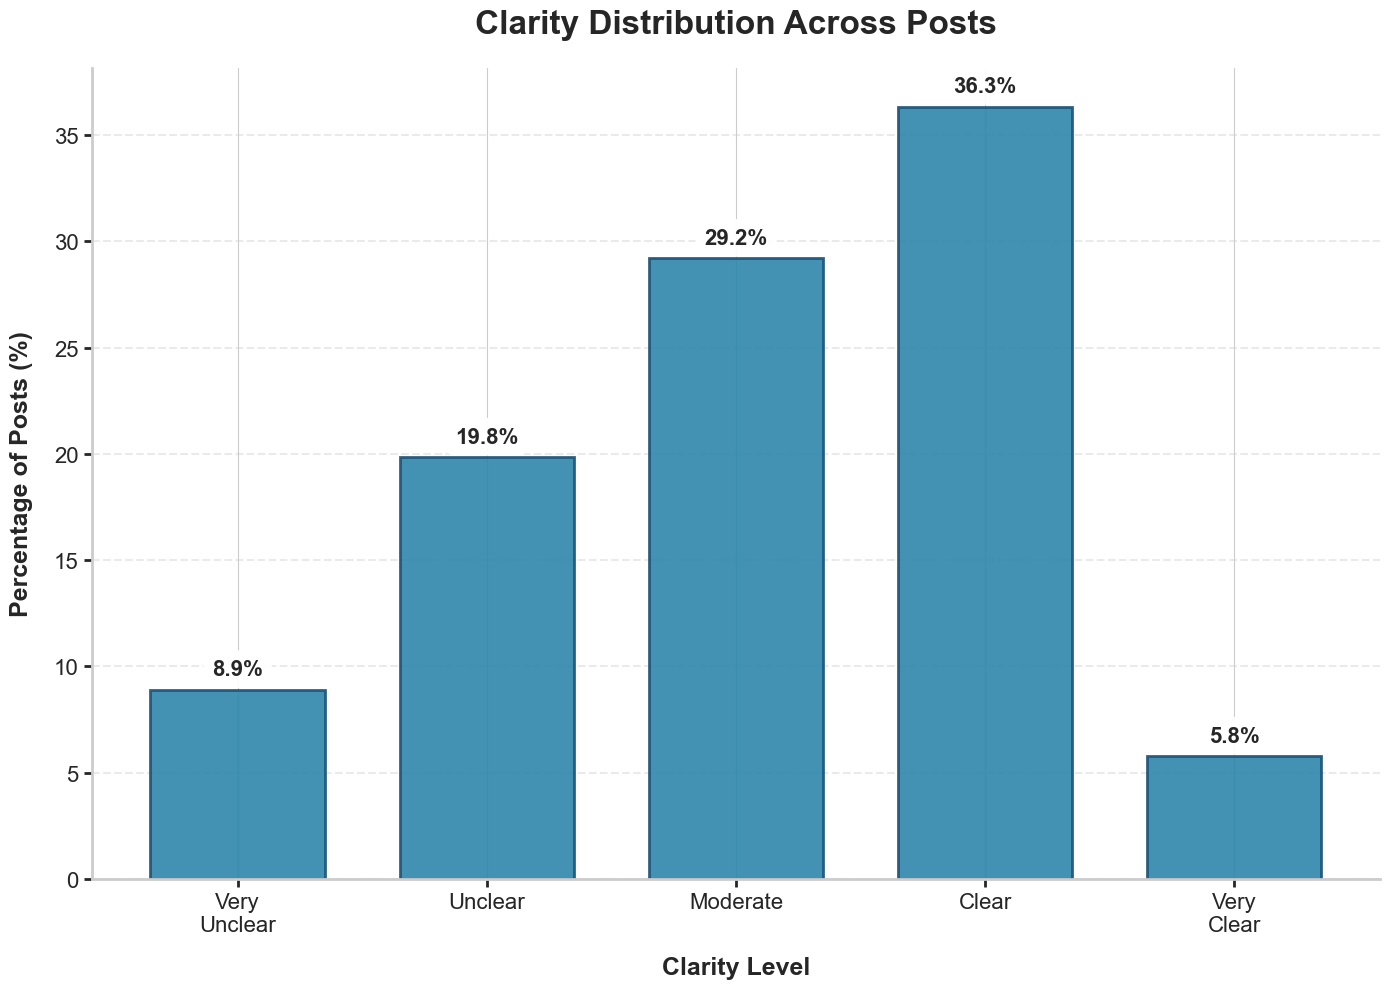 Clarity Distribution Across Posts
Percentage of Posts (%)
35
30
25
20
15
10
5
0
8.9%
19.8%
29.2%
36.3%
5.8%
Very
Unclear
Unclear
Moderate
Clear
Very
Clear
Clarity Level